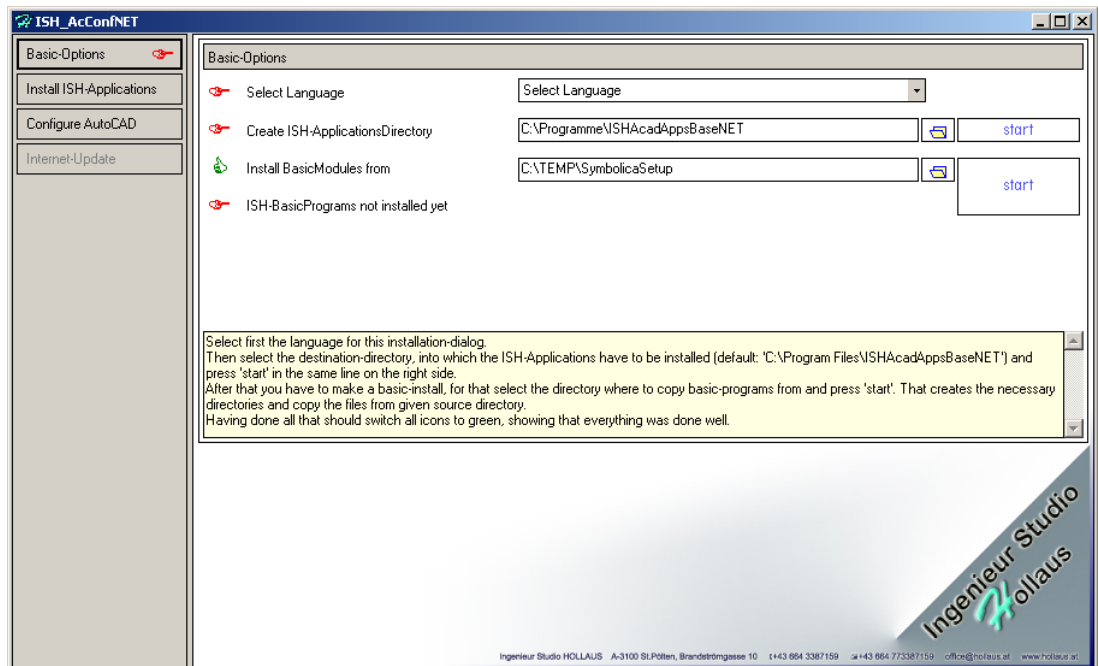 ISH_AcConfNET
Basic-Options
Install ISH-Applications
Configure AutoCAD
Internet-Update
Basic-Options
Select Language
Select Language
Create ISH-ApplicationsDirectory
C:\Programme\ISHAcadAppsBaseNET
start
Install BasicModules from
C:\TEMP\SymbolicaSetup
start
ISH-BasicPrograms not installed yet
Select first the language for this installation-dialog.
Then select the destination-directory, into which the ISH-Applications have to be installed (default: 'C:\Program Files\ISHAcadAppsBaseNET') and
press 'start' in the same line on the right side.
After that you have to make a basic-install, for that select the directory where to copy basic-programs from and press 'start'. That creates the necessary
directories and copy the files from given source directory.
Having done all that should switch all icons to green, showing that everything was done well.
Ingenieur Studio
Hollaus
Ingenieur Studio HOLLAUS A-3100 St.Pölten, Brandströmgasse 10 +43 664 3387159 +43 664 773387159 office@hollaus.at www.hollaus.at